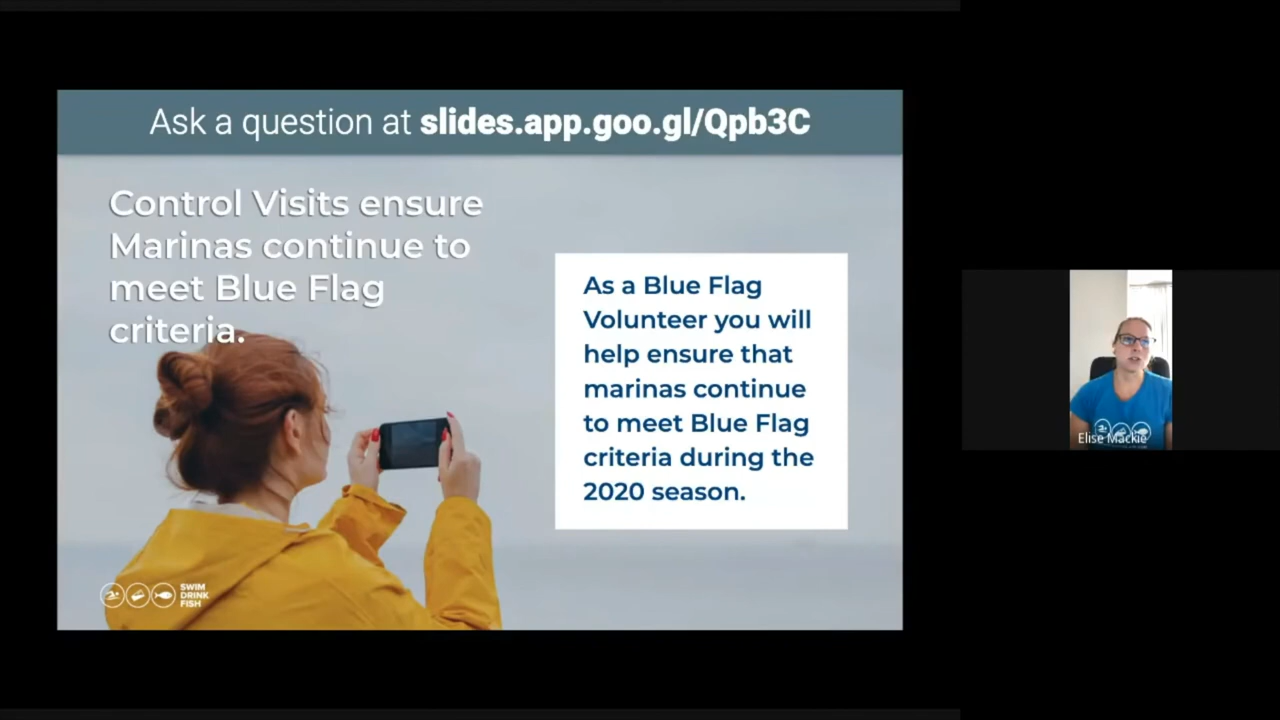 Ask a question at slides.app.goo.gl/Qpb3C
Control Visits ensure
Marinas continue to
meet Blue Flag
criteria.
As a Blue Flag
Volunteer you will
help ensure that
marinas continue
to meet Blue Flag
criteria during the
2020 season.
SWIM
DRINK
FISH
Elise Mackie